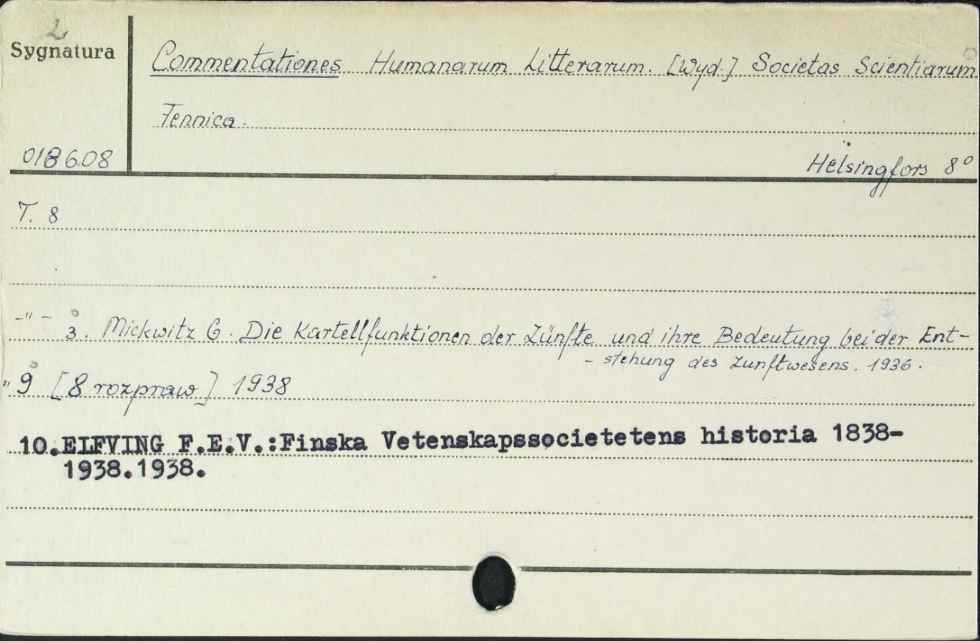 2
Sygnatura
Commentationes Humanarum Litterarum. [Wyd.] Societas Scientiarum
Fennica.
018608
Helsingfors 8°
T. 8
-"- 3. Mickwitz G. Die Kartellfunktionen der Zünfte und ihre Bedeutung bei der Ent-
- stehung des Zunftwesens. 1936.
" 9 [8 rozpraw] 1938
10. ELFVING F.E.V.:Finska Vetenskapssocietetens historia 1838-
1938.1938.